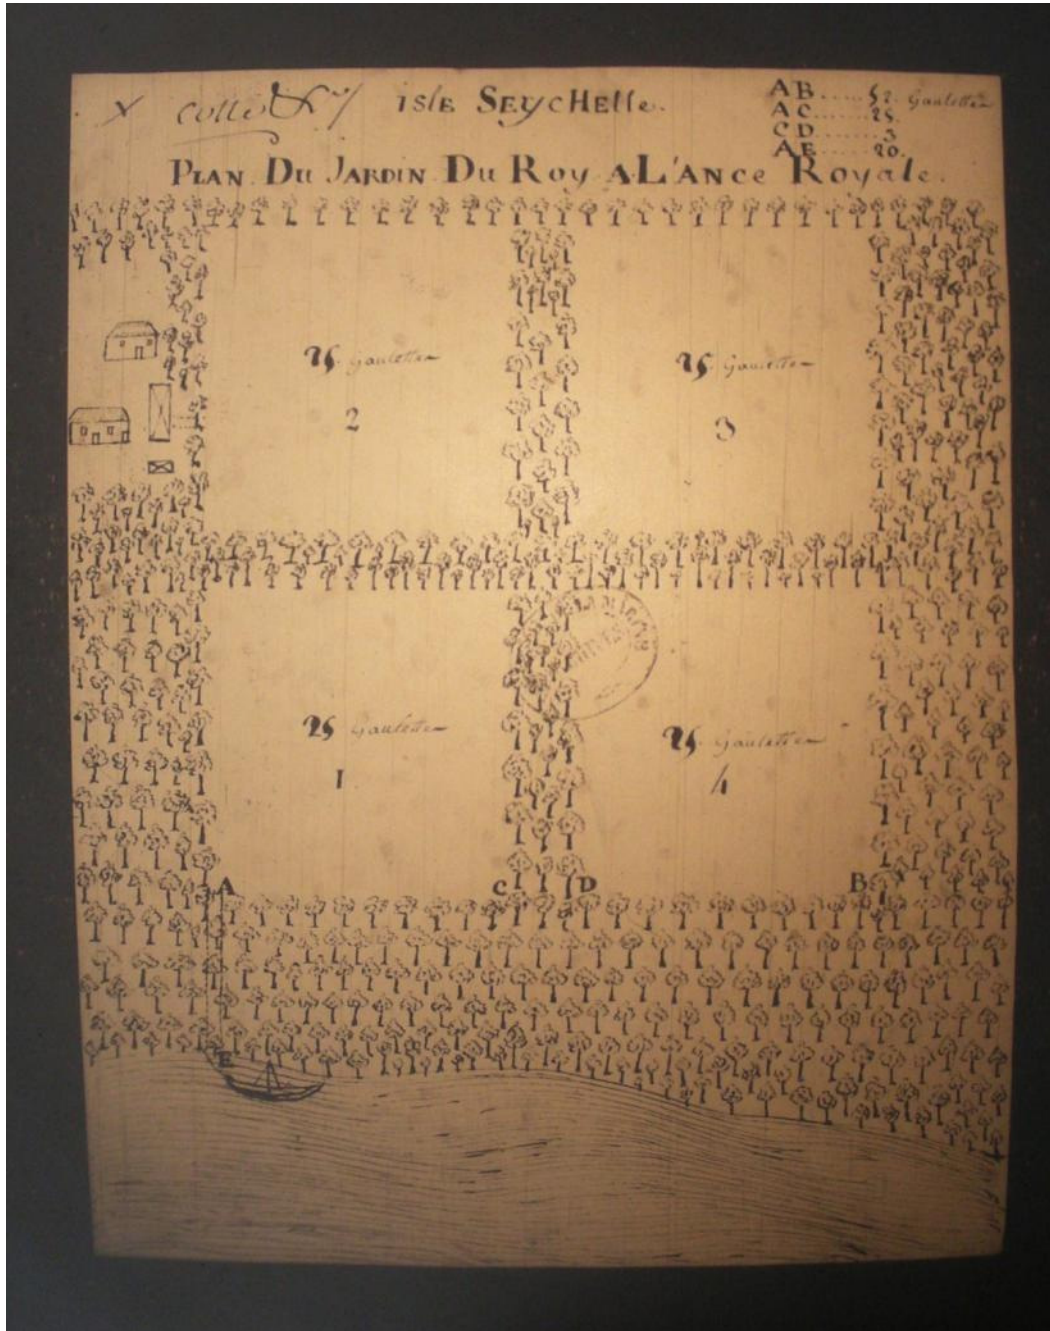 isle SEycHElle.
AB ..... 52. Gaulettes
AC ..... 25
CD ..... 3
AE ..... 20.
PLAN DU JARDIN DU Roy A L'ANce Royale.
25. Gaulettes
25. Gaulettes
2
3
25 Gaulettes
25. Gaulettes
1
4
A
C
D
B
E